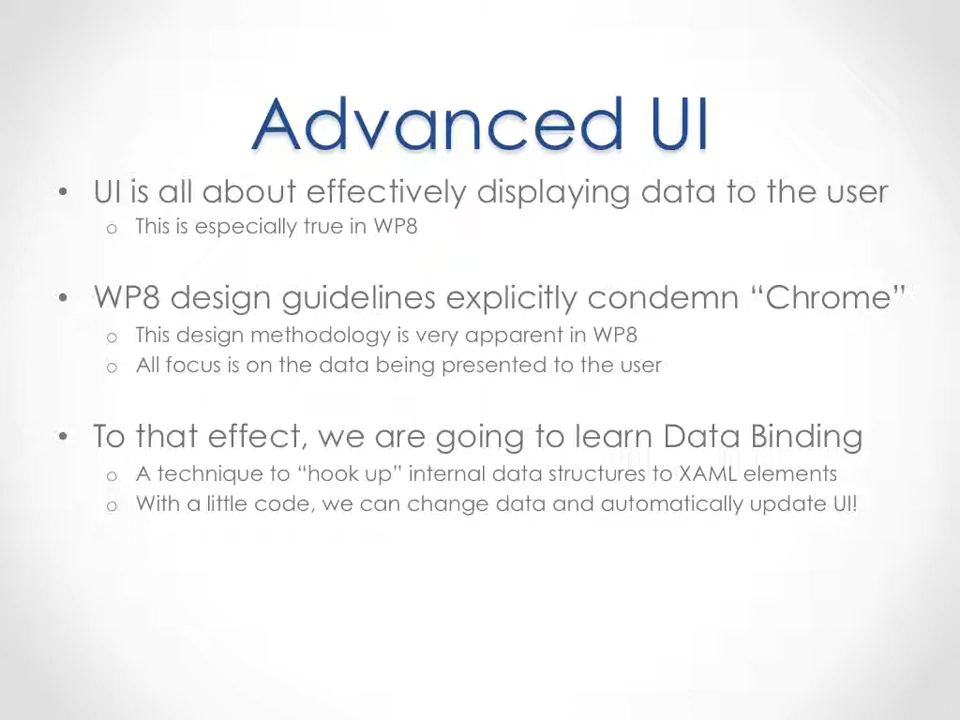 Advanced UI
• UI is all about effectively displaying data to the user
o This is especially true in WP8
• WP8 design guidelines explicitly condemn “Chrome”
o This design methodology is very apparent in WP8
o All focus is on the data being presented to the user
• To that effect, we are going to learn Data Binding
o A technique to “hook up” internal data structures to XAML elements
o With a little code, we can change data and automatically update UI!